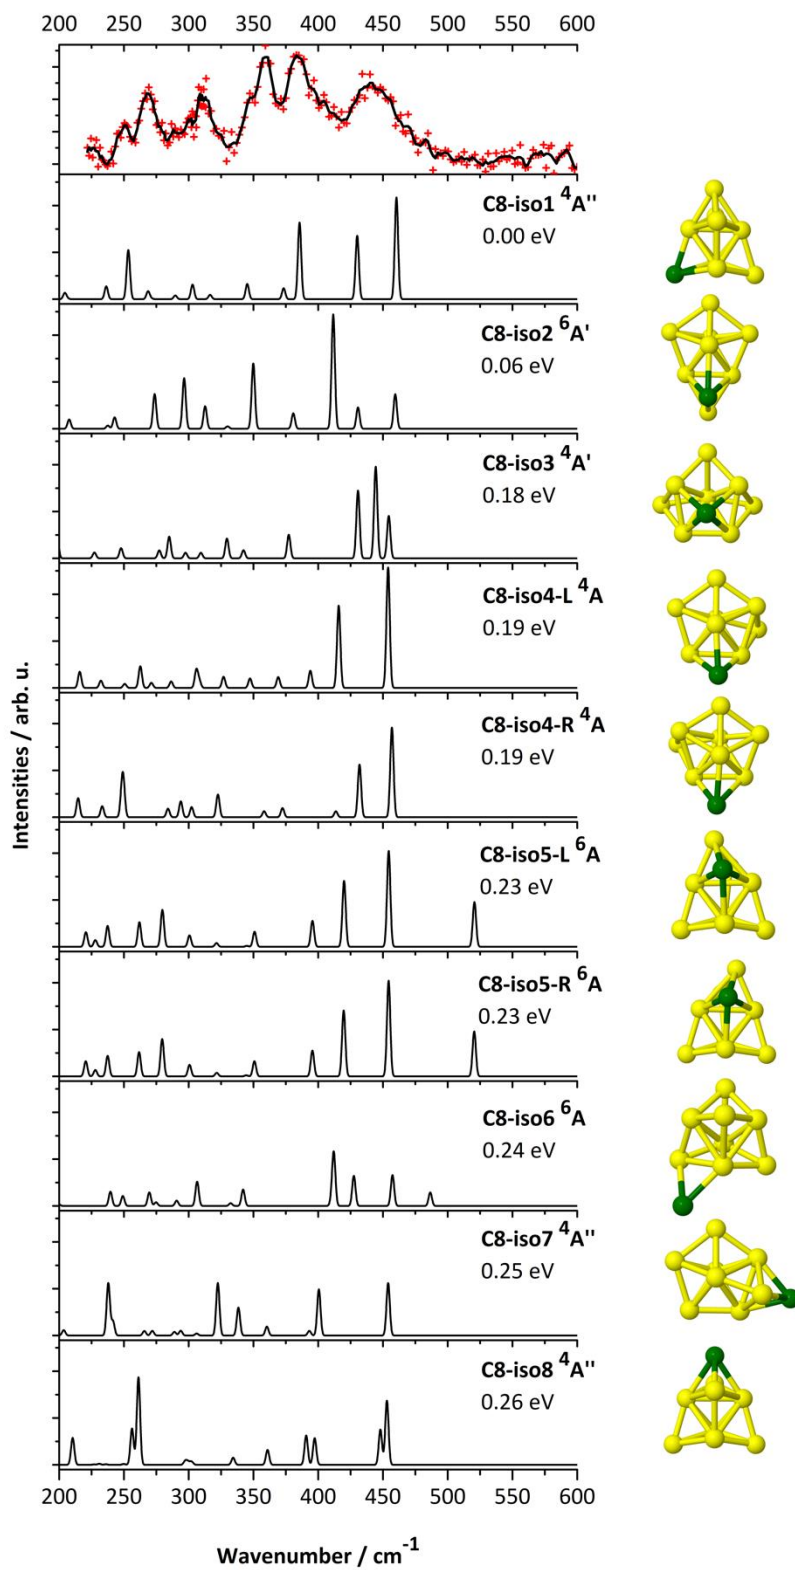 200 250 300 350 400 450 500 550 600
C8-iso1 ⁴A''
0.00 eV
C8-iso2 ⁶A'
0.06 eV
C8-iso3 ⁴A'
0.18 eV
C8-iso4-L ⁴A
0.19 eV
C8-iso4-R ⁴A
0.19 eV
C8-iso5-L ⁶A
0.23 eV
C8-iso5-R ⁶A
0.23 eV
C8-iso6 ⁶A
0.24 eV
C8-iso7 ⁴A''
0.25 eV
C8-iso8 ⁴A''
0.26 eV
Intensities / arb. u.
200 250 300 350 400 450 500 550 600
Wavenumber / cm⁻¹